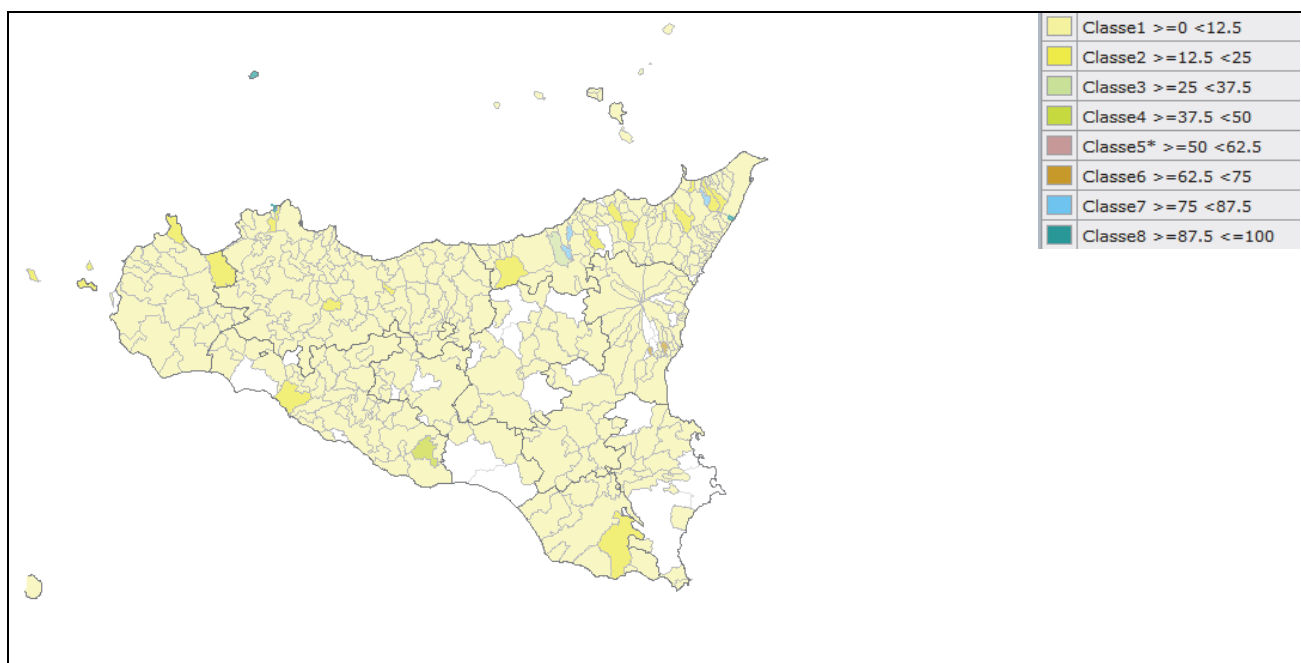 Classe1 >=0 <12.5
Classe2 >=12.5 <25
Classe3 >=25 <37.5
Classe4 >=37.5 <50
Classe5* >=50 <62.5
Classe6 >=62.5 <75
Classe7 >=75 <87.5
Classe8 >=87.5 <=100